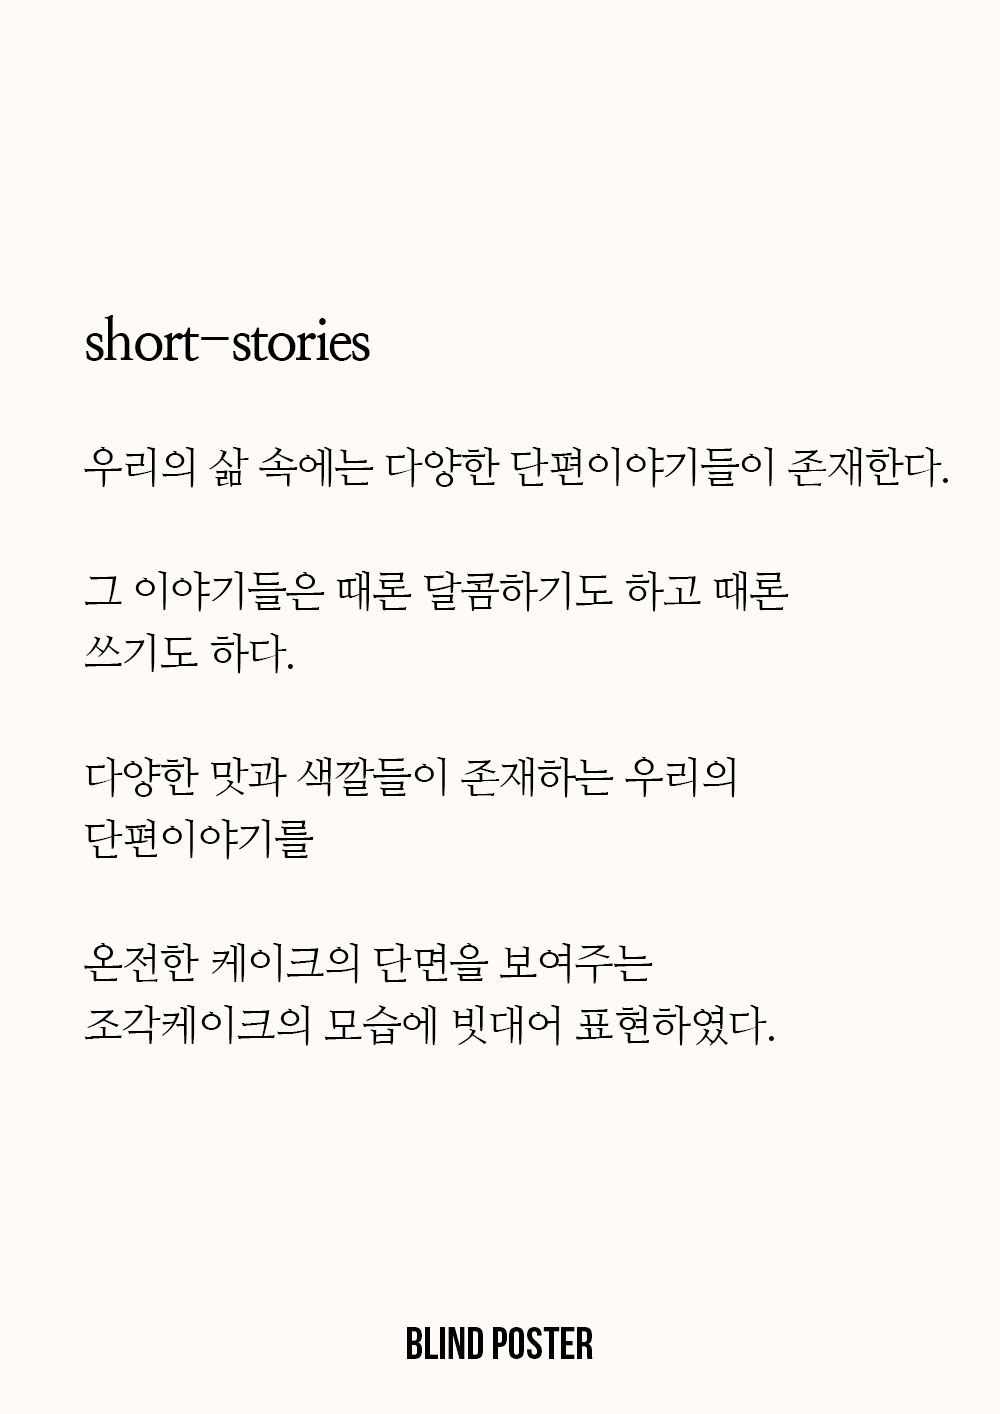 short-stories
우리의 삶 속에는 다양한 단편이야기들이 존재한다.
그 이야기들은 때론 달콤하기도 하고 때론
쓰기도 하다.
다양한 맛과 색깔들이 존재하는 우리의
단편이야기를
온전한 케이크의 단면을 보여주는
조각케이크의 모습에 빗대어 표현하였다.
BLIND POSTER